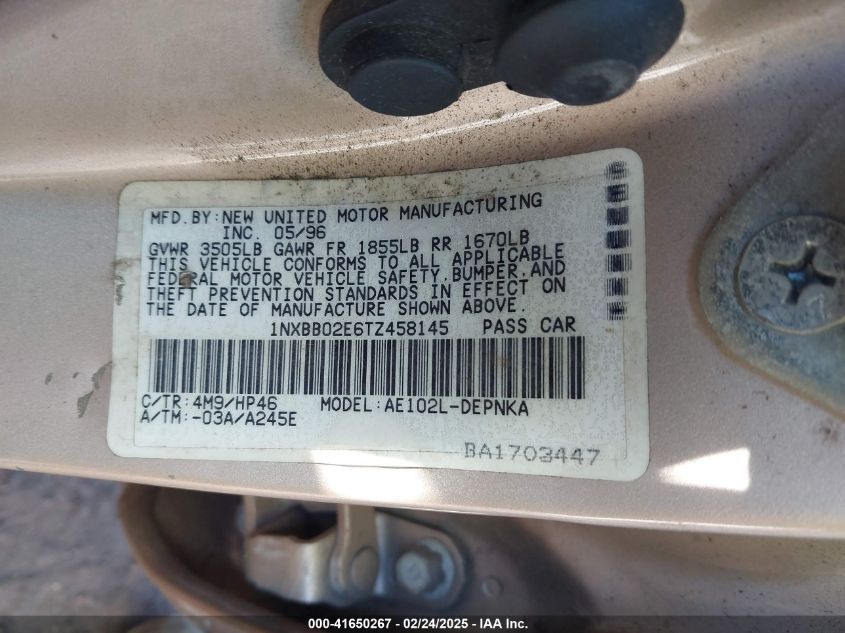 MFD.BY:NEW UNITED MOTOR MANUFACTURING
INC. 05/96
GVWR 3505LB GAWR FR 1855LB RR 1670LB
THIS VEHICLE CONFORMS TO ALL APPLICABLE
FEDERAL MOTOR VEHICLE SAFETY,BUMPER,AND
THEFT PREVENTION STANDARDS IN EFFECT ON
THE DATE OF MANUFACTURE SHOWN ABOVE.
1NXBB02E6TZ458145 PASS CAR
C/TR:4M9/HP46 MODEL:AE102L-DEPNKA
A/TM:-03A/A245E
BA1703447
000-41650267 - 02/24/2025 - IAA Inc.